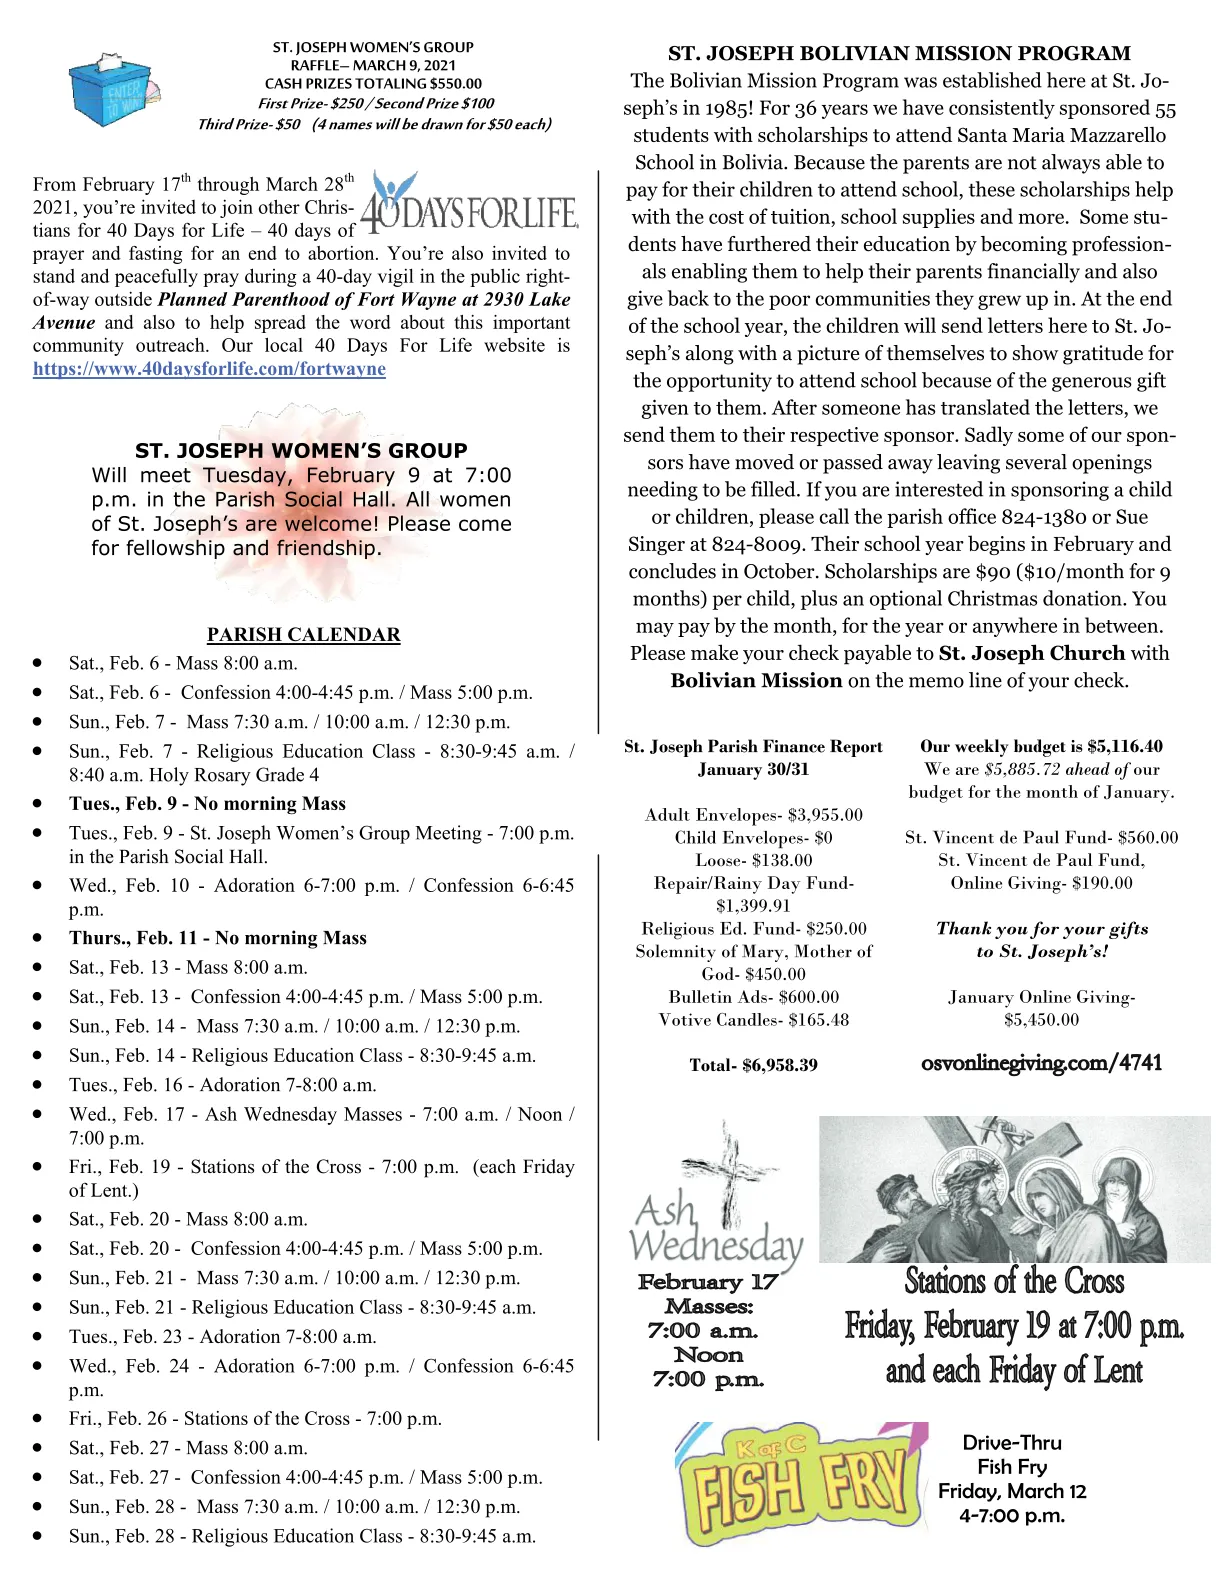 ST. JOSEPH WOMEN'S GROUP
RAFFLE– MARCH 9, 2021
CASH PRIZES TOTALING $550.00
First Prize- $250 / Second Prize $100
Third Prize- $50 (4 names will be drawn for $50 each)
ENTER
TO WIN
From February 17th through March 28th
2021, you're invited to join other Chris-
tians for 40 Days for Life – 40 days of
prayer and fasting for an end to abortion. You're also invited to
stand and peacefully pray during a 40-day vigil in the public right-
of-way outside Planned Parenthood of Fort Wayne at 2930 Lake
Avenue and also to help spread the word about this important
community outreach. Our local 40 Days For Life website is
https://www.40daysforlife.com/fortwayne
40 DAYS FOR LIFE
ST. JOSEPH WOMEN'S GROUP
Will meet Tuesday, February 9 at 7:00
p.m. in the Parish Social Hall. All women
of St. Joseph's are welcome! Please come
for fellowship and friendship.
PARISH CALENDAR
• Sat., Feb. 6 - Mass 8:00 a.m.
• Sat., Feb. 6 - Confession 4:00-4:45 p.m. / Mass 5:00 p.m.
• Sun., Feb. 7 - Mass 7:30 a.m. / 10:00 a.m. / 12:30 p.m.
• Sun., Feb. 7 - Religious Education Class - 8:30-9:45 a.m. /
8:40 a.m. Holy Rosary Grade 4
• Tues., Feb. 9 - No morning Mass
• Tues., Feb. 9 - St. Joseph Women's Group Meeting - 7:00 p.m.
in the Parish Social Hall.
• Wed., Feb. 10 - Adoration 6-7:00 p.m. / Confession 6-6:45
p.m.
• Thurs., Feb. 11 - No morning Mass
• Sat., Feb. 13 - Mass 8:00 a.m.
• Sat., Feb. 13 - Confession 4:00-4:45 p.m. / Mass 5:00 p.m.
• Sun., Feb. 14 - Mass 7:30 a.m. / 10:00 a.m. / 12:30 p.m.
• Sun., Feb. 14 - Religious Education Class - 8:30-9:45 a.m.
• Tues., Feb. 16 - Adoration 7-8:00 a.m.
• Wed., Feb. 17 - Ash Wednesday Masses - 7:00 a.m. / Noon /
7:00 p.m.
• Fri., Feb. 19 - Stations of the Cross - 7:00 p.m. (each Friday
of Lent.)
• Sat., Feb. 20 - Mass 8:00 a.m.
• Sat., Feb. 20 - Confession 4:00-4:45 p.m. / Mass 5:00 p.m.
• Sun., Feb. 21 - Mass 7:30 a.m. / 10:00 a.m. / 12:30 p.m.
• Sun., Feb. 21 - Religious Education Class - 8:30-9:45 a.m.
• Tues., Feb. 23 - Adoration 7-8:00 a.m.
• Wed., Feb. 24 - Adoration 6-7:00 p.m. / Confession 6-6:45
p.m.
• Fri., Feb. 26 - Stations of the Cross - 7:00 p.m.
• Sat., Feb. 27 - Mass 8:00 a.m.
• Sat., Feb. 27 - Confession 4:00-4:45 p.m. / Mass 5:00 p.m.
• Sun., Feb. 28 - Mass 7:30 a.m. / 10:00 a.m. / 12:30 p.m.
• Sun., Feb. 28 - Religious Education Class - 8:30-9:45 a.m.
ST. JOSEPH BOLIVIAN MISSION PROGRAM
The Bolivian Mission Program was established here at St. Jo-
seph's in 1985! For 36 years we have consistently sponsored 55
students with scholarships to attend Santa Maria Mazzarello
School in Bolivia. Because the parents are not always able to
pay for their children to attend school, these scholarships help
with the cost of tuition, school supplies and more. Some stu-
dents have furthered their education by becoming profession-
als enabling them to help their parents financially and also
give back to the poor communities they grew up in. At the end
of the school year, the children will send letters here to St. Jo-
seph's along with a picture of themselves to show gratitude for
the opportunity to attend school because of the generous gift
given to them. After someone has translated the letters, we
send them to their respective sponsor. Sadly some of our spon-
sors have moved or passed away leaving several openings
needing to be filled. If you are interested in sponsoring a child
or children, please call the parish office 824-1380 or Sue
Singer at 824-8009. Their school year begins in February and
concludes in October. Scholarships are $90 ($10/month for 9
months) per child, plus an optional Christmas donation. You
may pay by the month, for the year or anywhere in between.
Please make your check payable to St. Joseph Church with
Bolivian Mission on the memo line of your check.
St. Joseph Parish Finance Report
January 30/31
Adult Envelopes- $3,955.00
Child Envelopes- $0
Loose- $138.00
Repair/Rainy Day Fund-
$1,399.91
Religious Ed. Fund- $250.00
Solemnity of Mary, Mother of
God- $450.00
Bulletin Ads- $600.00
Votive Candles- $165.48
Total- $6,958.39
Our weekly budget is $5,116.40
We are $5,885.72 ahead of our
budget for the month of January.
St. Vincent de Paul Fund- $560.00
St. Vincent de Paul Fund,
Online Giving- $190.00
Thank you for your gifts
to St. Joseph's!
January Online Giving-
$5,450.00
osvonlinegiving.com/4741
Ash
Wednesday
February 17
Masses:
7:00 a.m.
Noon
7:00 p.m.
Stations of the Cross
Friday, February 19 at 7:00 p.m.
and each Friday of Lent
K of C
FISH FRY
Drive-Thru
Fish Fry
Friday, March 12
4-7:00 p.m.